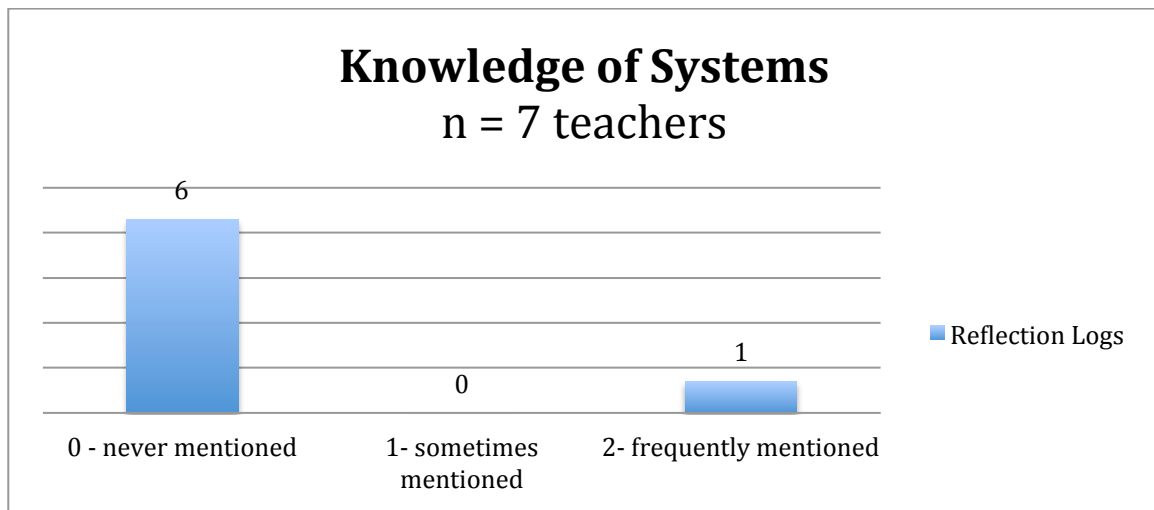 Knowledge of Systems
n = 7 teachers
6
0
1
0 - never mentioned
1- sometimes
mentioned
2- frequently mentioned
Reflection Logs